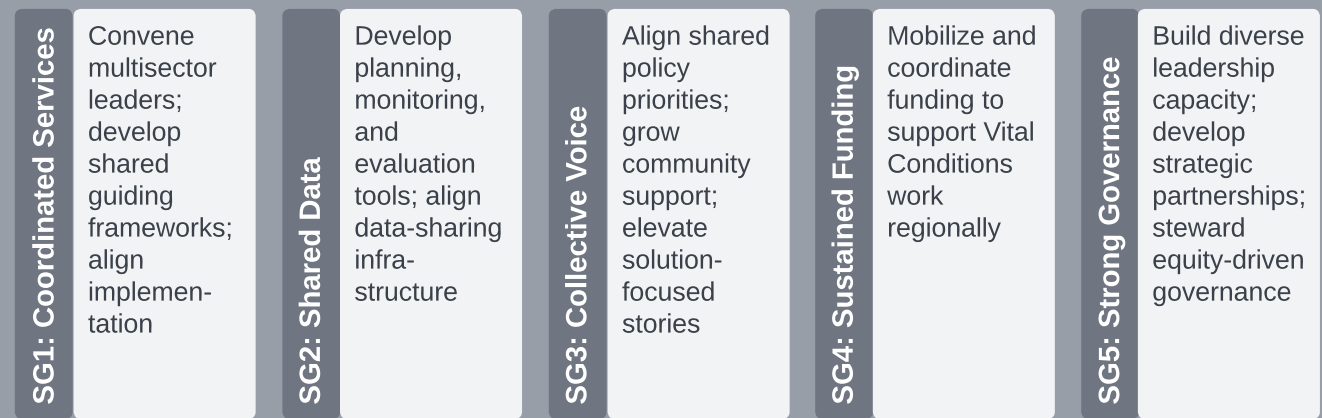 SG1: Coordinated Services
Convene
multisector
leaders;
develop
shared
guiding
frameworks;
align
implemen-
tation
SG2: Shared Data
Develop
planning,
monitoring,
and
evaluation
tools; align
data-sharing
infra-
structure
SG3: Collective Voice
Align shared
policy
priorities;
grow
community
support;
elevate
solution-
focused
stories
SG4: Sustained Funding
Mobilize and
coordinate
funding to
support Vital
Conditions
work
regionally
SG5: Strong Governance
Build diverse
leadership
capacity;
develop
strategic
partnerships;
steward
equity-driven
governance